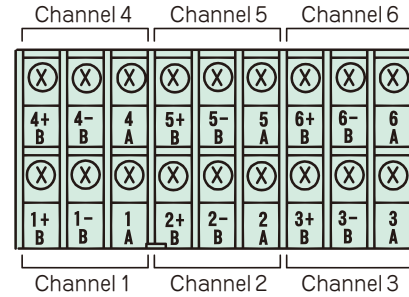 Channel 4 Channel 5 Channel 6
4+ 4- 4 5+ 5- 5 6+ 6- 6
B B A B B A B B A
1+ 1- 1 2+ 2- 2 3+ 3- 3
B B A B B A B B A
Channel 1 Channel 2 Channel 3